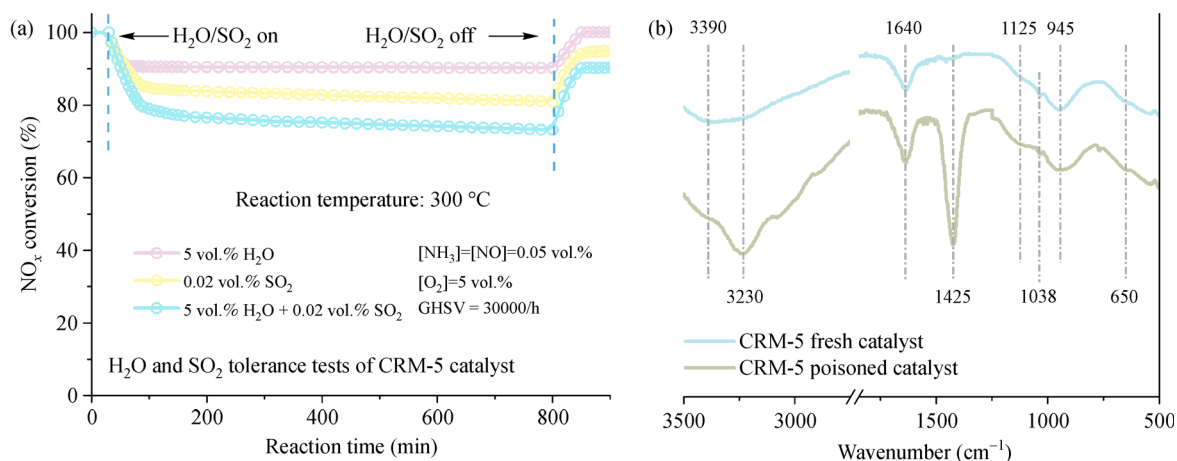 (a)
H₂O/SO₂ on
H₂O/SO₂ off
NOₓ conversion (%)
100
80
60
40
20
0
Reaction temperature: 300 °C
5 vol.% H₂O
0.02 vol.% SO₂
5 vol.% H₂O + 0.02 vol.% SO₂
[NH₃]=[NO]=0.05 vol.%
[O₂]=5 vol.%
GHSV = 30000/h
H₂O and SO₂ tolerance tests of CRM-5 catalyst
0 200 400 600 800
Reaction time (min)
(b)
3390 1640 1125 945
3230 1425 1038 650
CRM-5 fresh catalyst
CRM-5 poisoned catalyst
3500 3000 1500 1000 500
Wavenumber (cm⁻¹)